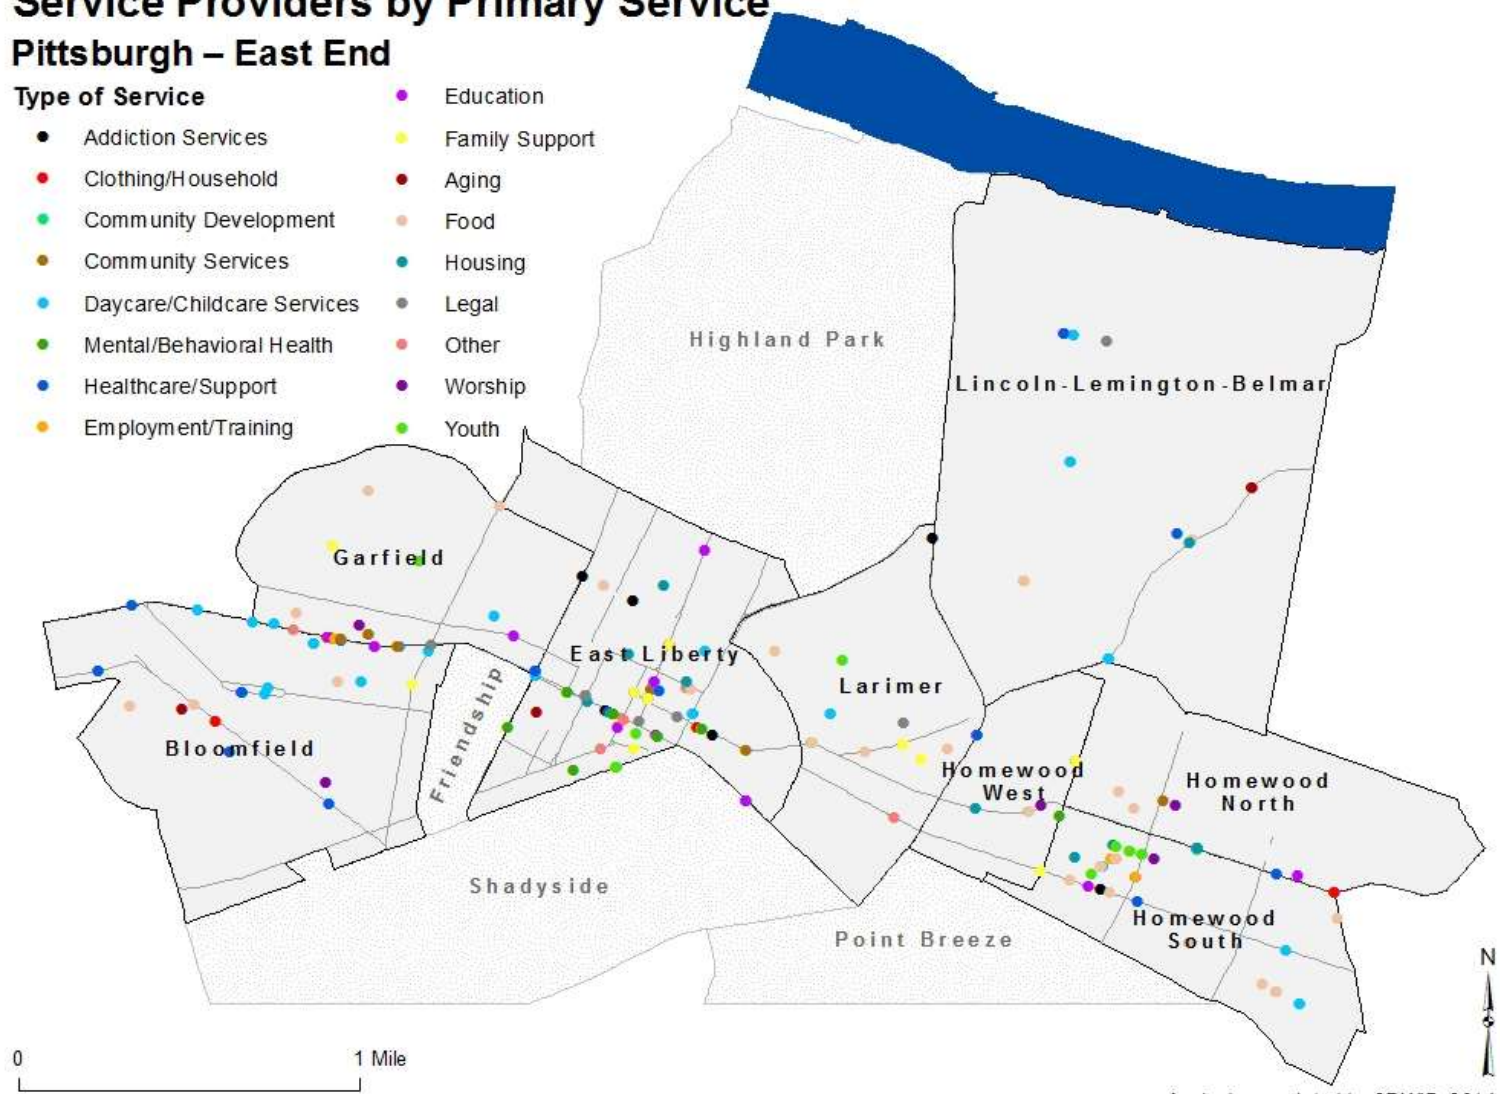 Service Providers by Primary Service
Pittsburgh – East End
Type of Service
Addiction Services
Clothing/Household
Community Development
Community Services
Daycare/Childcare Services
Mental/Behavioral Health
Healthcare/Support
Employment/Training
Education
Family Support
Aging
Food
Housing
Legal
Other
Worship
Youth
Highland Park
Lincoln-Lemington-Belmar
Garfield
East Liberty
Larimer
Bloomfield
Friendship
Homewood
West
Homewood
North
Shadyside
Point Breeze
Homewood
South
N
0 1 Mile